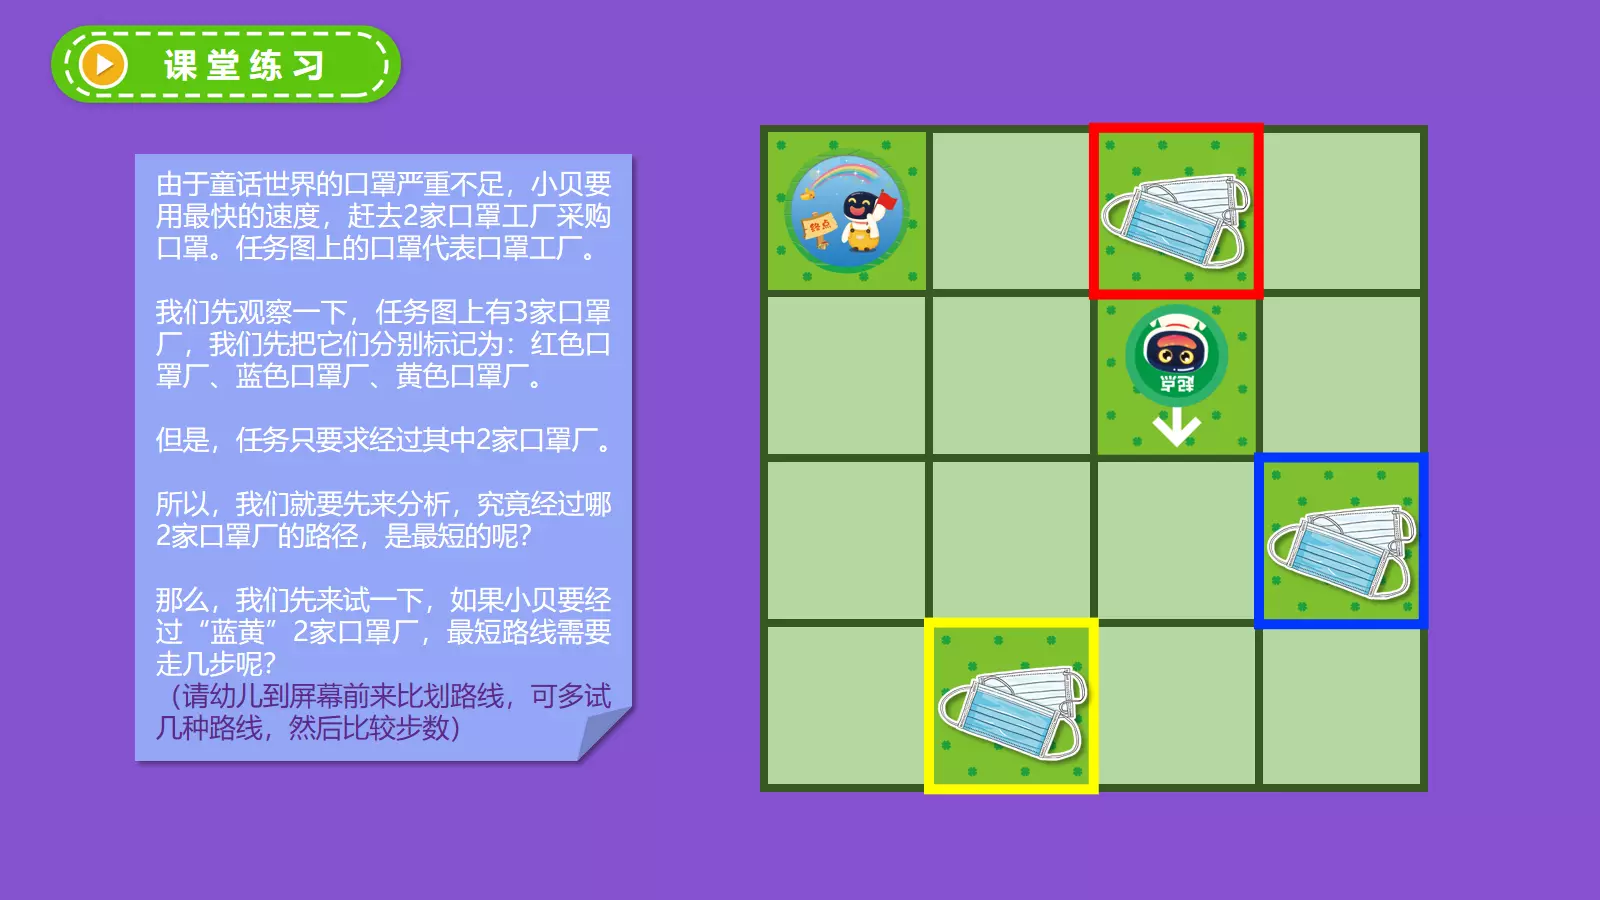 课堂练习
由于童话世界的口罩严重不足，小贝要
用最快的速度，赶去2家口罩工厂采购
口罩。任务图上的口罩代表口罩工厂。
我们先观察一下，任务图上有3家口罩
厂，我们先把它们分别标记为：红色口
罩厂、蓝色口罩厂、黄色口罩厂。
但是，任务只要求经过其中2家口罩厂。
所以，我们就要先来分析，究竟经过哪
2家口罩厂的路径，是最短的呢？
那么，我们先来试一下，如果小贝要经
过“蓝黄”2家口罩厂，最短路线需要
走几步呢？
（请幼儿到屏幕前来比划路线，可多试
几种路线，然后比较步数）
终点
起点